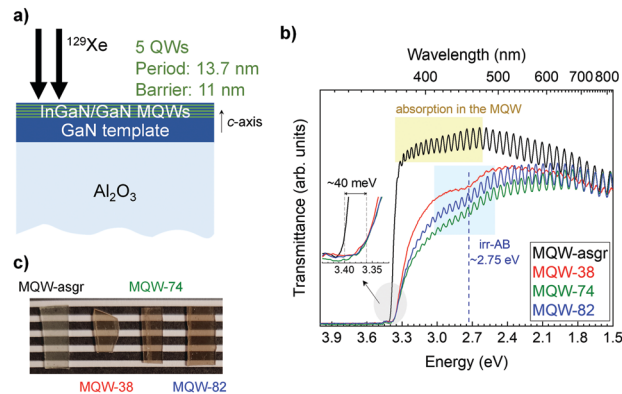 a)
129Xe
5 QWs
Period: 13.7 nm
Barrier: 11 nm
InGaN/GaN MQWs
GaN template
c-axis
Al2O3
b)
Wavelength (nm)
400 500 600 700 800
absorption in the MQW
~40 meV
3.40 3.35
irr-AB
~2.75 eV
MQW-asgr
MQW-38
MQW-74
MQW-82
Transmittance (arb. units)
3.9 3.6 3.3 3.0 2.7 2.4 2.1 1.8 1.5
Energy (eV)
c)
MQW-asgr
MQW-74
MQW-38
MQW-82